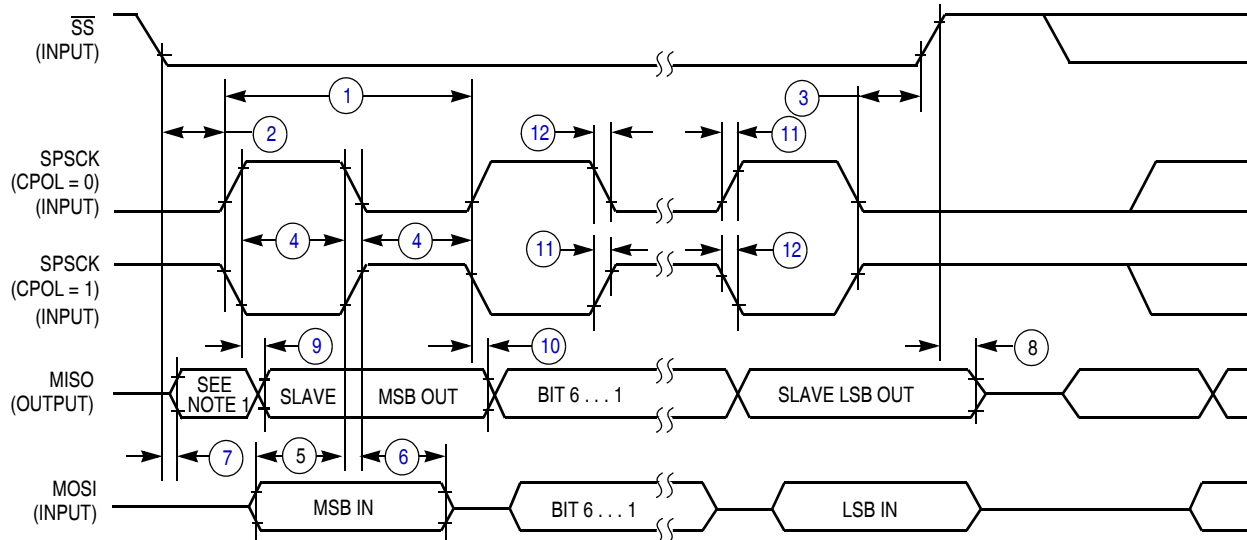 SS
(INPUT)
1
3
2
12
11
SPSCK
(CPOL = 0)
(INPUT)
4
4
11
12
SPSCK
(CPOL = 1)
(INPUT)
9
10
8
MISO
(OUTPUT)
SEE
NOTE 1
SLAVE
MSB OUT
BIT 6 . . . 1
SLAVE LSB OUT
7
5
6
MOSI
(INPUT)
MSB IN
BIT 6 . . . 1
LSB IN